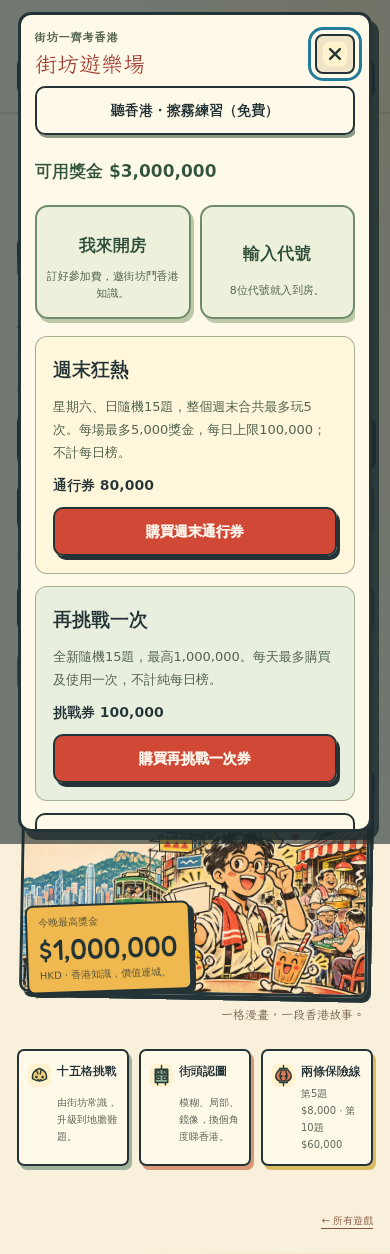 街坊一齊考香港
街坊遊樂場
聽香港・擦霧練習（免費）
可用獎金 $3,000,000
我來開房
訂好參加費，邀街坊鬥香港
知識。
輸入代號
8位代號就入到房。
週末狂熱
星期六、日隨機15題，整個週末合共最多玩5
次。每場最多5,000獎金，每日上限100,000；
不計每日榜。
通行券 80,000
購買週末通行券
再挑戰一次
全新隨機15題，最高1,000,000。每天最多購買
及使用一次，不計純每日榜。
挑戰券 100,000
購買再挑戰一次券
今晚最高獎金
$1,000,000
HKD・香港知識，價值連城。
一格漫畫，一段香港故事。
十五格挑戰
由街坊常識，
升級到地膽難
題。
街頭認圖
模糊、局部、
鏡像，換個角
度睇香港。
兩條保險線
第5題
$8,000・第
10題
$60,000
← 所有遊戲